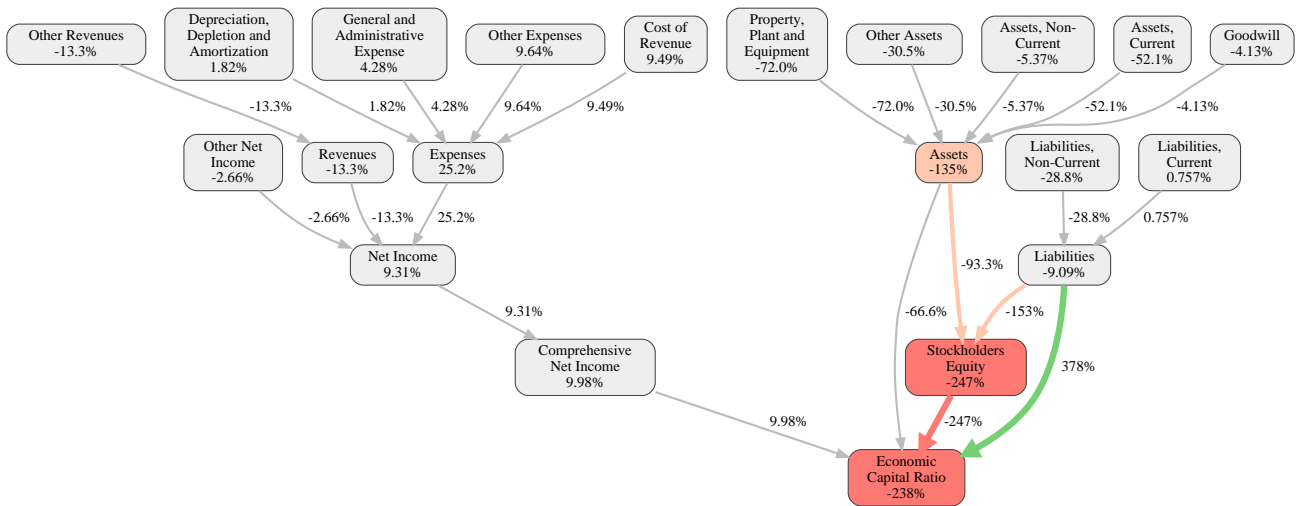 Other Revenues
-13.3%
Depreciation,
Depletion and
Amortization
1.82%
General and
Administrative
Expense
4.28%
Other Expenses
9.64%
Cost of
Revenue
9.49%
Property,
Plant and
Equipment
-72.0%
Other Assets
-30.5%
Assets, Non-
Current
-5.37%
Assets,
Current
-52.1%
Goodwill
-4.13%
-13.3%
1.82%
4.28%
9.64%
9.49%
-72.0%
-30.5%
-5.37%
-52.1%
-4.13%
Other Net
Income
-2.66%
Revenues
-13.3%
Expenses
25.2%
Assets
-135%
Liabilities,
Non-Current
-28.8%
Liabilities,
Current
0.757%
-2.66%
-13.3%
25.2%
-28.8%
0.757%
Net Income
9.31%
-93.3%
Liabilities
-9.09%
9.31%
-66.6%
-153%
Comprehensive
Net Income
9.98%
Stockholders
Equity
-247%
378%
9.98%
-247%
Economic
Capital Ratio
-238%